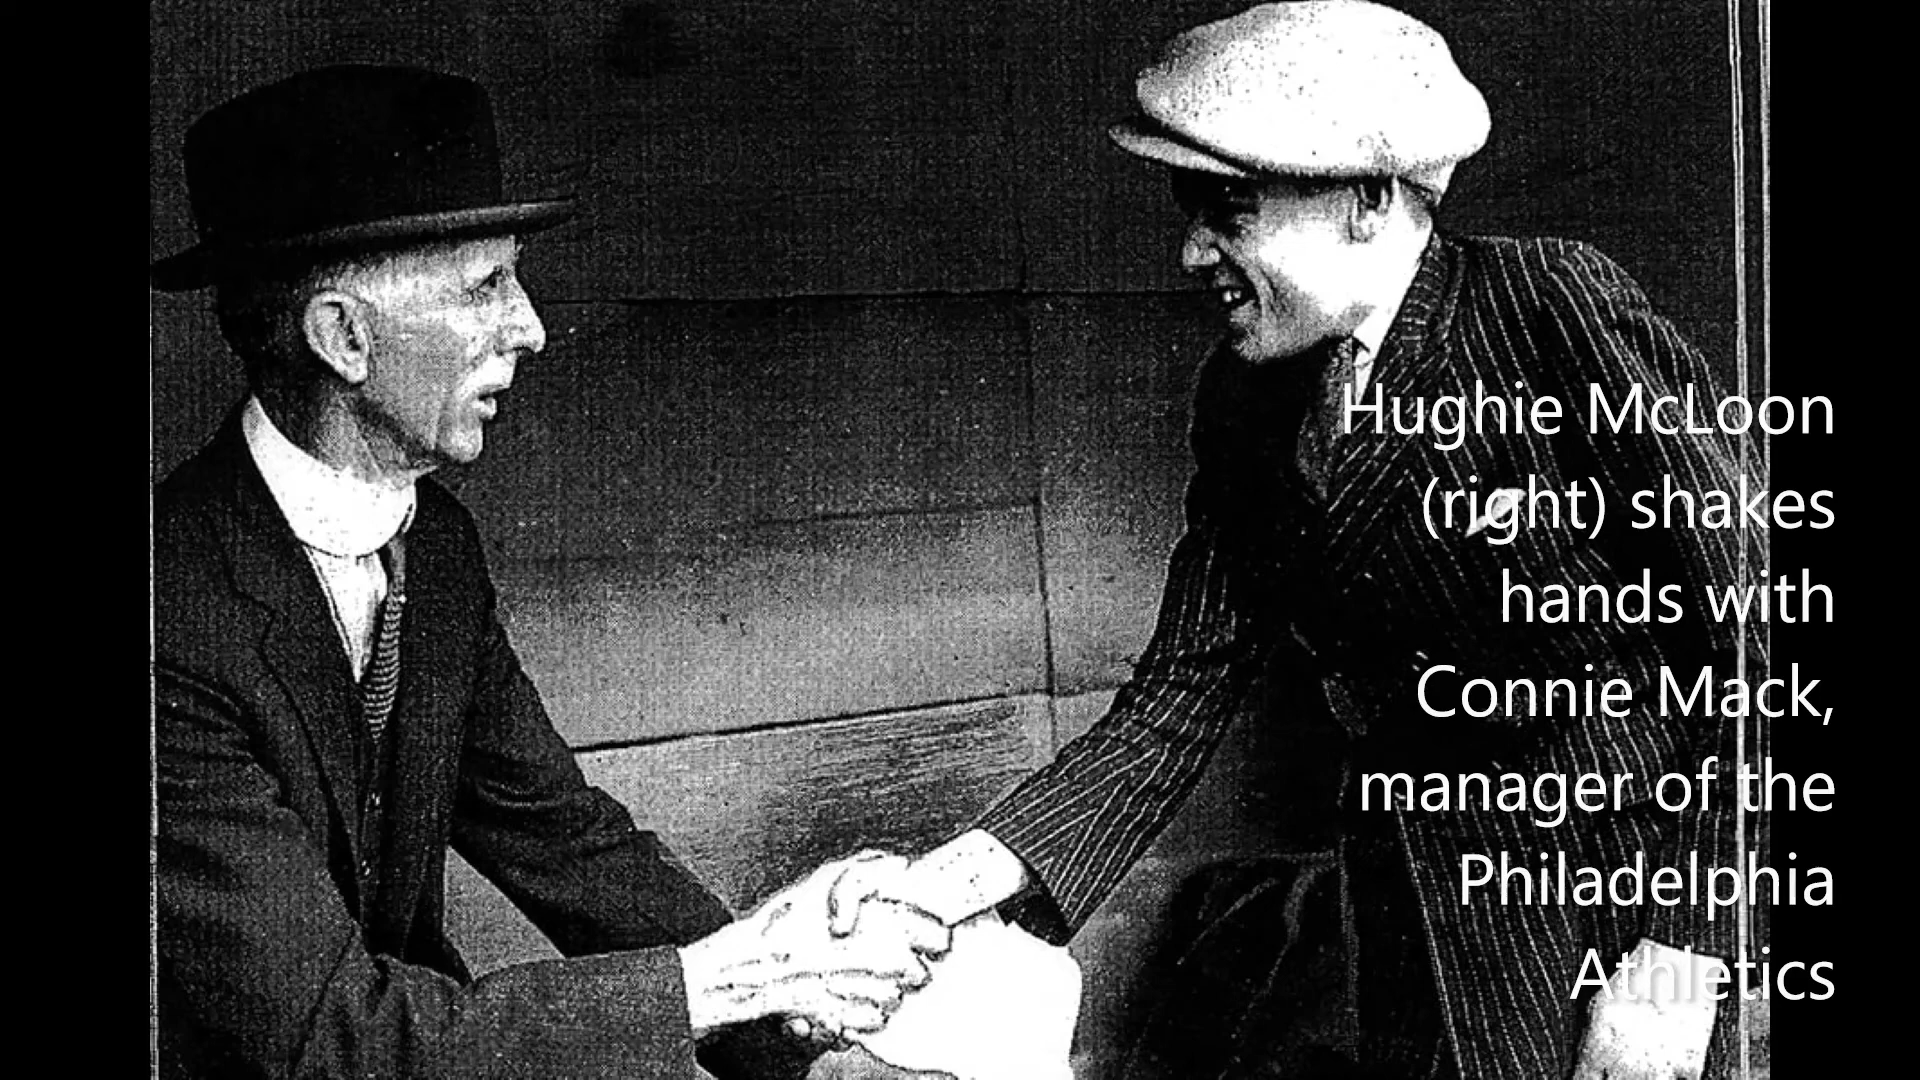 Hughie McLoon
(right) shakes
hands with
Connie Mack,
manager of the
Philadelphia
Athletics